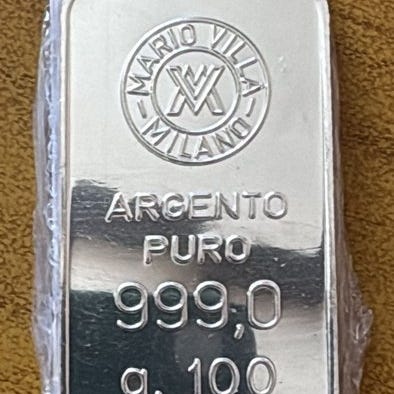 MARIO VILLA
MILANO
ARGENTO
PURO
999,0
g. 100